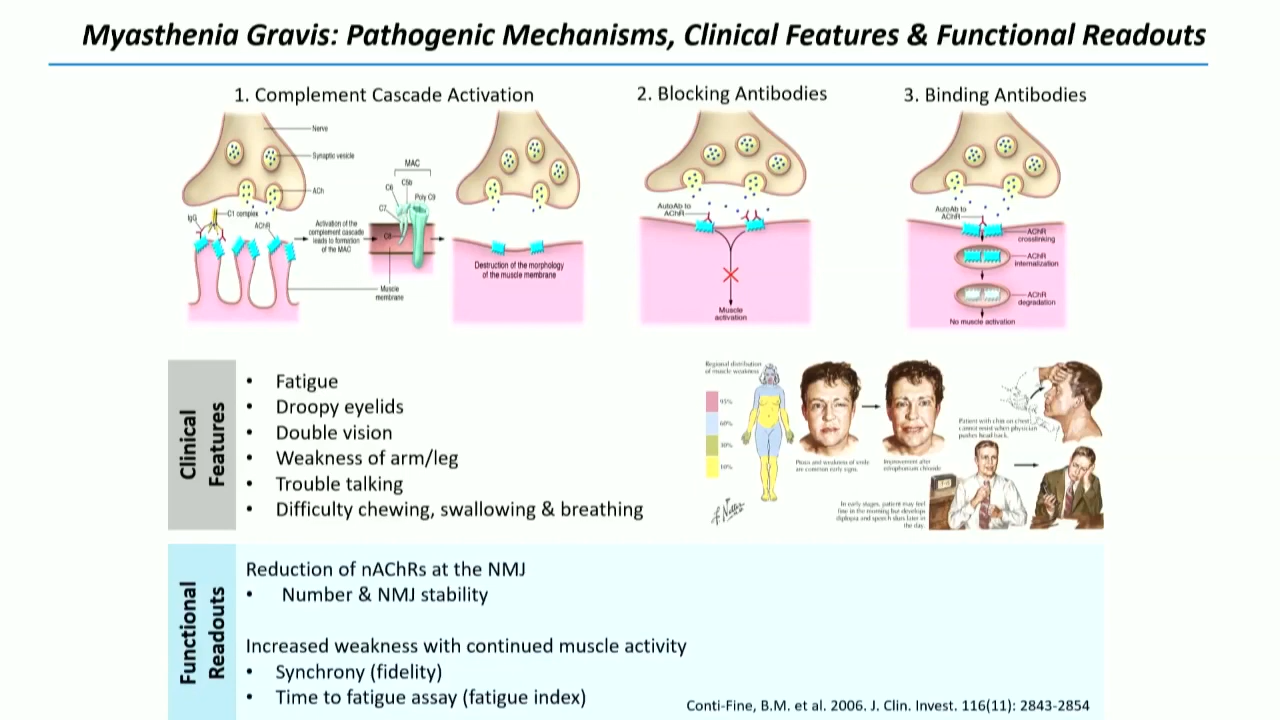 Myasthenia Gravis: Pathogenic Mechanisms, Clinical Features & Functional Readouts
1. Complement Cascade Activation
2. Blocking Antibodies
3. Binding Antibodies
Nerve
Synaptic vesicle
ACh
IgG
C1 complex
AChR
Activation of the
complement cascade
leads to formation
of the MAC
MAC
C5b
C6
Poly C9
C7
C8
Muscle
membrane
Destruction of the morphology
of the muscle membrane
AutoAb to
AChR
Muscle
activation
AutoAb to
AChR
AChR
crosslinking
AChR
internalization
AChR
degradation
No muscle activation
Clinical
Features
• Fatigue
• Droopy eyelids
• Double vision
• Weakness of arm/leg
• Trouble talking
• Difficulty chewing, swallowing & breathing
Regional distribution
of muscle weakness
95%
60%
30%
10%
Ptosis and weakness of smile
are common early signs.
Improvement after
edrophonium chloride
Patient with chin on chest
cannot resist when physician
pushes head back.
In early stages, patient may feel
fine in the morning but develops
diplopia and speech slurs later in
the day.
Functional
Readouts
Reduction of nAChRs at the NMJ
• Number & NMJ stability
Increased weakness with continued muscle activity
• Synchrony (fidelity)
• Time to fatigue assay (fatigue index)
Conti-Fine, B.M. et al. 2006. J. Clin. Invest. 116(11): 2843-2854